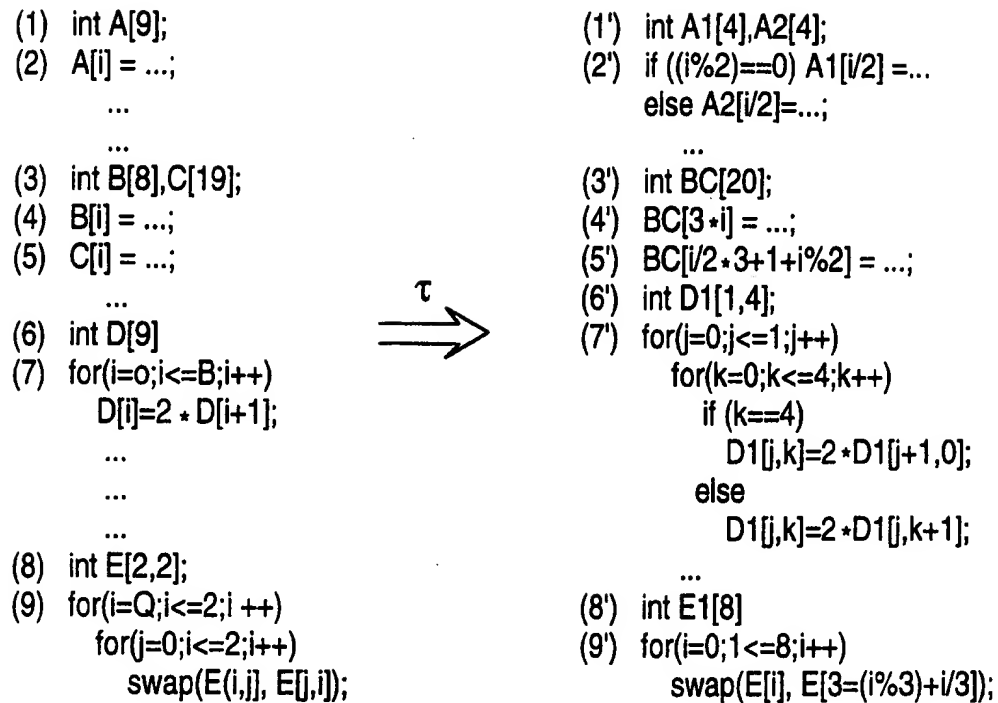 (1) int A[9];
(2) A[i] = ...;
...
...
(3) int B[8],C[19];
(4) B[i] = ...;
(5) C[i] = ...;
...
(6) int D[9]
(7) for(i=o;i<=B;i++)
D[i]=2 * D[i+1];
...
...
...
(8) int E[2,2];
(9) for(i=Q;i<=2;i ++)
for(j=0;i<=2;i++)
swap(E(i,j], E[j,i]);
τ
(1') int A1[4],A2[4];
(2') if ((i%2)==0) A1[i/2] =...
else A2[i/2]=...;
...
(3') int BC[20];
(4') BC[3*i] = ...;
(5') BC[i/2*3+1+i%2] = ...;
(6') int D1[1,4];
(7') for(j=0;j<=1;j++)
for(k=0;k<=4;k++)
if (k==4)
D1[j,k]=2*D1[j+1,0];
else
D1[j,k]=2*D1[j,k+1];
...
(8') int E1[8]
(9') for(i=0;1<=8;i++)
swap(E[i], E[3=(i%3)+i/3]);